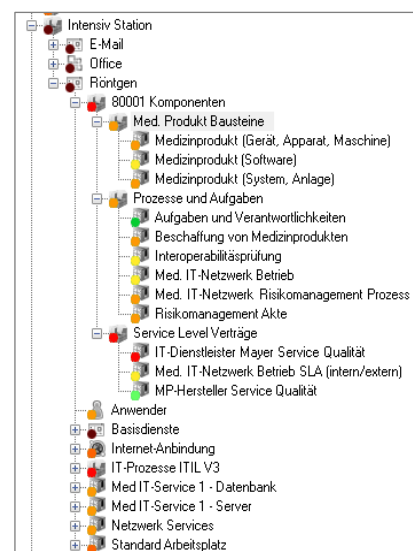 Intensiv Station
E-Mail
Office
Röntgen
80001 Komponenten
Med. Produkt Bausteine
Medizinprodukt (Gerät, Apparat, Maschine)
Medizinprodukt (Software)
Medizinprodukt (System, Anlage)
Prozesse und Aufgaben
Aufgaben und Verantwortlichkeiten
Beschaffung von Medizinprodukten
Interoperabilitäsprüfung
Med. IT-Netzwerk Betrieb
Med. IT-Netzwerk Risikomanagement Prozess
Risikomanagement Akte
Service Level Verträge
IT-Dienstleister Mayer Service Qualität
Med. IT-Netzwerk Betrieb SLA (intern/extern)
MP-Hersteller Service Qualität
Anwender
Basisdienste
Internet-Anbindung
IT-Prozesse ITIL V3
Med IT-Service 1 - Datenbank
Med IT-Service 1 - Server
Netzwerk Services
Standard Arbeitsplatz